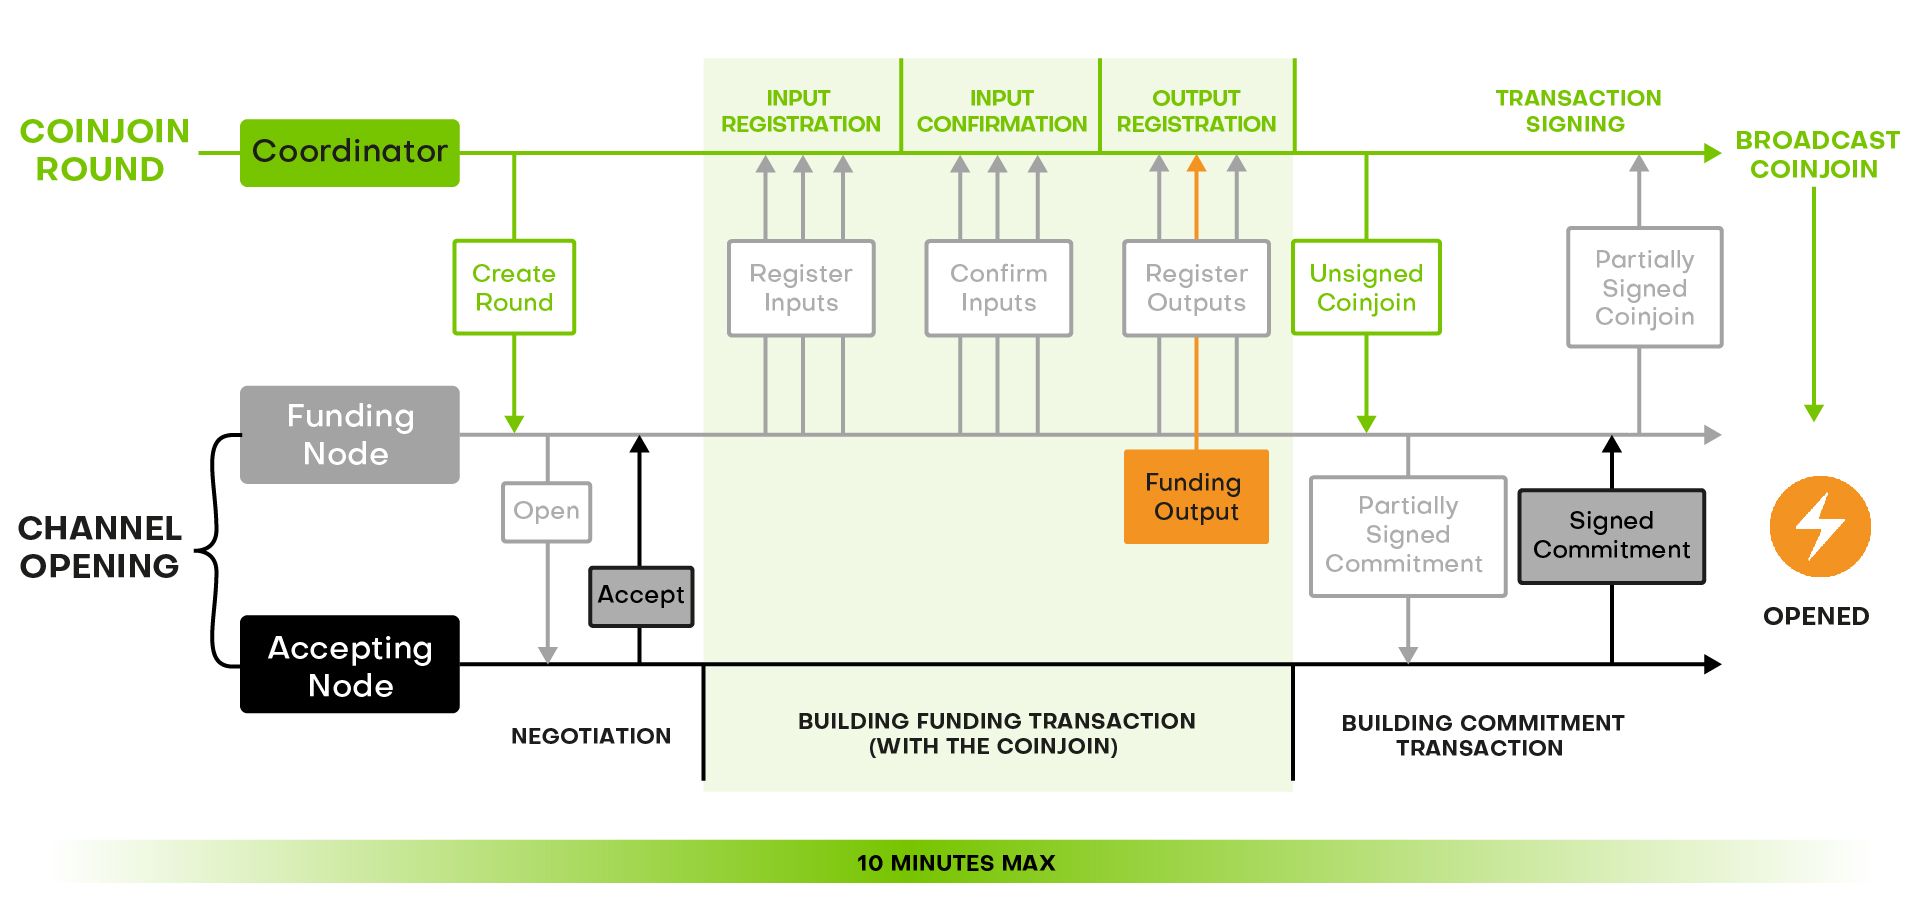 INPUT
REGISTRATION
INPUT
CONFIRMATION
OUTPUT
REGISTRATION
TRANSACTION
SIGNING
COINJOIN
ROUND
Coordinator
BROADCAST
COINJOIN
Create
Round
Register
Inputs
Confirm
Inputs
Register
Outputs
Unsigned
Coinjoin
Partially
Signed
Coinjoin
Funding
Node
CHANNEL
OPENING
Open
Accept
Funding
Output
Partially
Signed
Commitment
Signed
Commitment
OPENED
Accepting
Node
NEGOTIATION
BUILDING FUNDING TRANSACTION
(WITH THE COINJOIN)
BUILDING COMMITMENT
TRANSACTION
10 MINUTES MAX